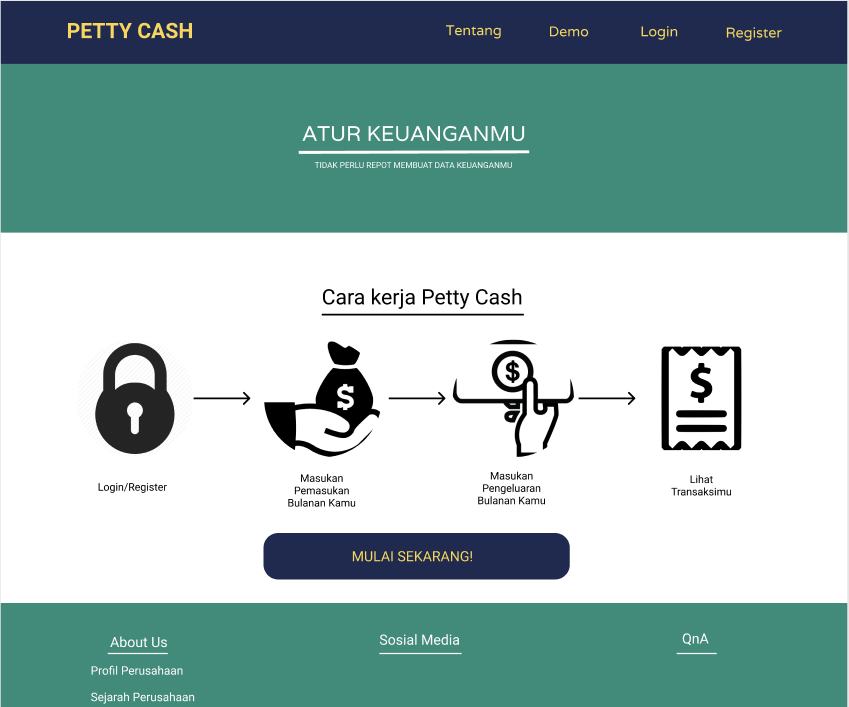 PETTY CASH
Tentang
Demo
Login
Register
ATUR KEUANGANMU
TIDAK PERLU REPOT MEMBUAT DATA KEUANGANMU
Cara kerja Petty Cash
$
$
$
Login/Register
Masukan
Pemasukan
Bulanan Kamu
Masukan
Pengeluaran
Bulanan Kamu
Lihat
Transaksimu
MULAI SEKARANG!
About Us
Profil Perusahaan
Sejarah Perusahaan
Sosial Media
QnA